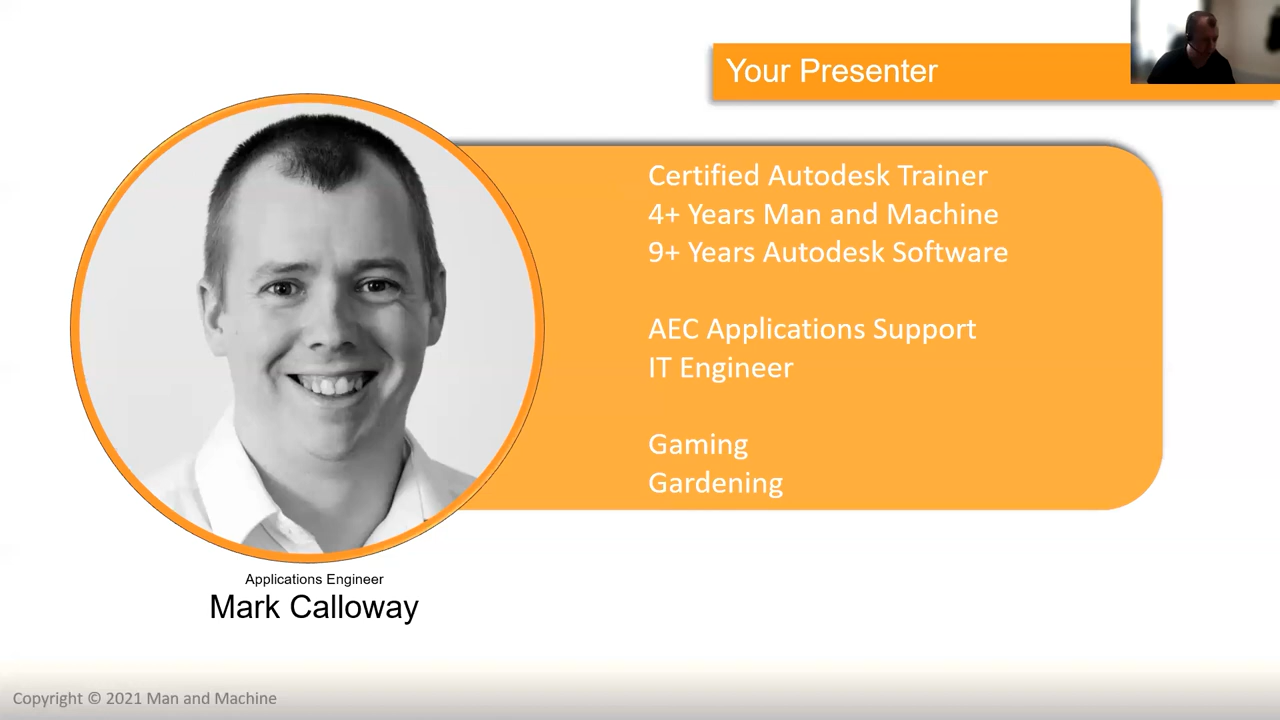 Your Presenter
Certified Autodesk Trainer
4+ Years Man and Machine
9+ Years Autodesk Software
AEC Applications Support
IT Engineer
Gaming
Gardening
Applications Engineer
Mark Calloway
Copyright © 2021 Man and Machine